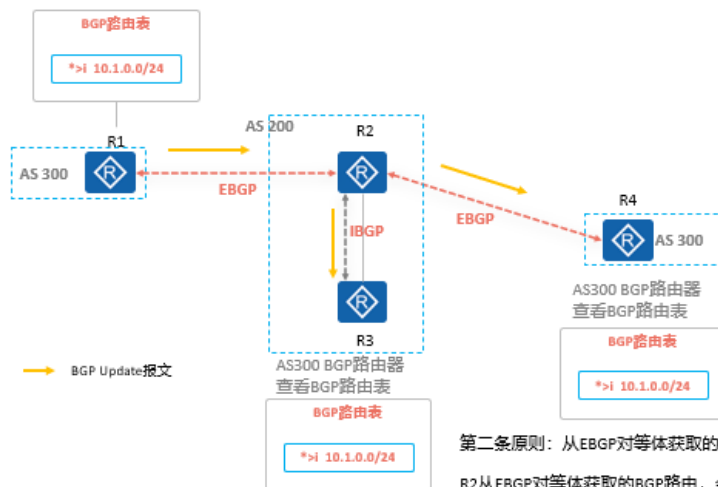 BGP路由表
*>i 10.1.0.0/24
R1
AS 300
AS 200
R2
EBGP
IBGP
R3
EBGP
R4
AS 300
BGP Update报文
AS300 BGP路由器
查看BGP路由表
BGP路由表
*>i 10.1.0.0/24
AS300 BGP路由器
查看BGP路由表
BGP路由表
*>i 10.1.0.0/24
第二条原则：从EBGP对等体获取的
R2从EBGP对等体获取的BGP路由，